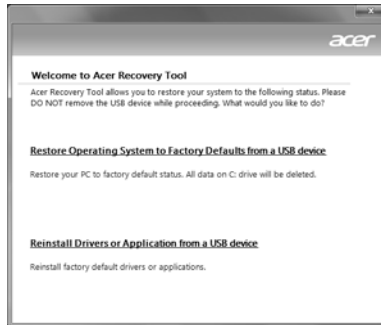 acer
Welcome to Acer Recovery Tool
Acer Recovery Tool allows you to restore your system to the following status. Please
DO NOT remove the USB device while proceeding. What would you like to do?
Restore Operating System to Factory Defaults from a USB device
Restore your PC to factory default status. All data on C: drive will be deleted.
Reinstall Drivers or Application from a USB device
Reinstall factory default drivers or applications.